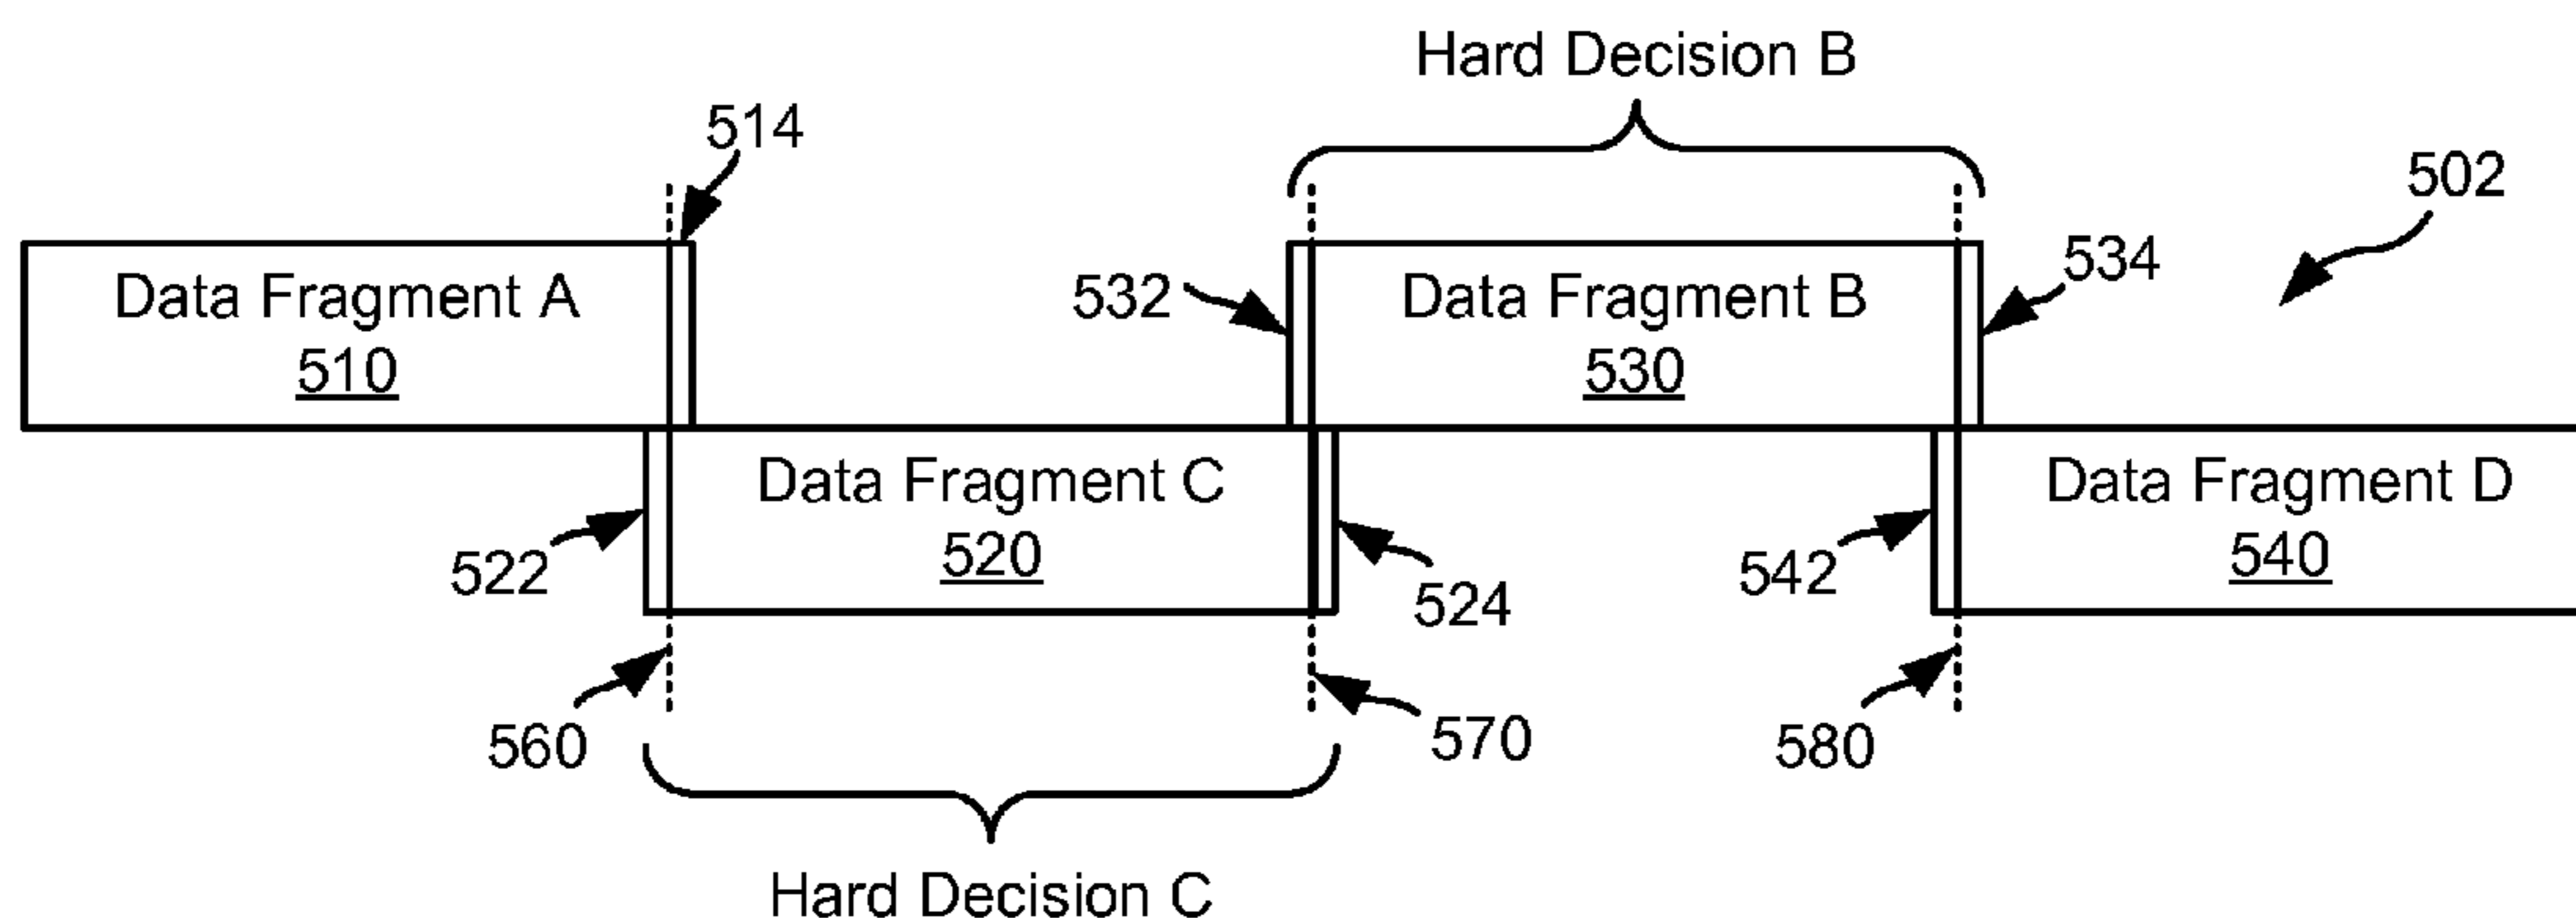 Hard Decision B
514
502
Data Fragment A
510
532
Data Fragment B
530
534
522
Data Fragment C
520
524
542
Data Fragment D
540
560
570
580
Hard Decision C